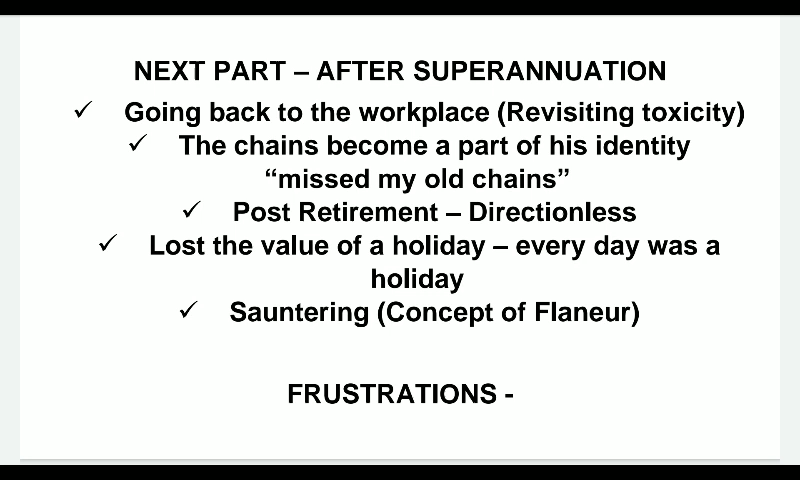 NEXT PART – AFTER SUPERANNUATION
✓ Going back to the workplace (Revisiting toxicity)
✓ The chains become a part of his identity
“missed my old chains”
✓ Post Retirement – Directionless
✓ Lost the value of a holiday – every day was a
holiday
✓ Sauntering (Concept of Flaneur)
FRUSTRATIONS -